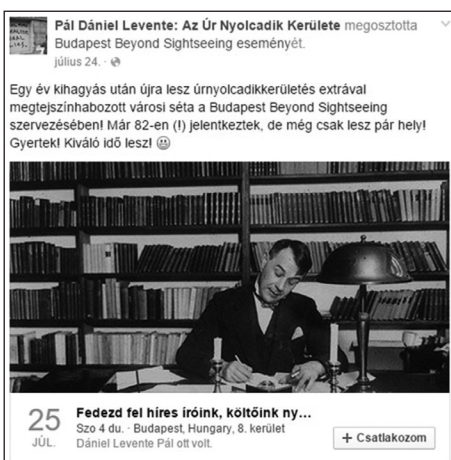 Pál Dániel Levente: Az Úr Nyolcadik Kerülete megosztotta
Budapest Beyond Sightseeing eseményét.
július 24. ·
Egy év kihagyás után újra lesz úrnyolcadikkerületés extrával
megtejszínhabozott városi séta a Budapest Beyond Sightseeing
szervezésében! Már 82-en (!) jelentkeztek, de még csak lesz pár hely!
Gyertek! Kiváló idő lesz!
25
JÚL.
Fedezd fel híres íróink, költőink ny...
Szo 4 du. · Budapest, Hungary, 8. kerület
Dániel Levente Pál ott volt.
+ Csatlakozom